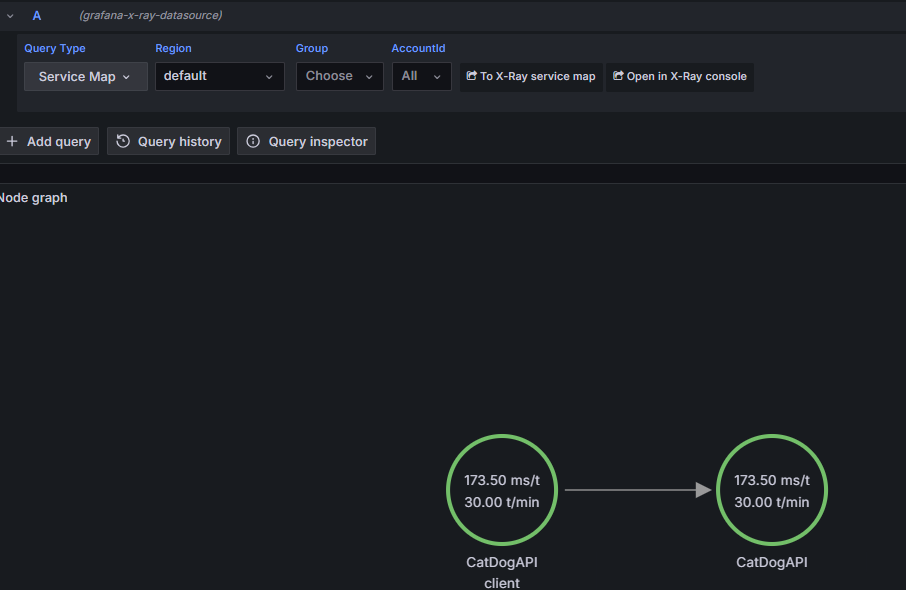 A (grafana-x-ray-datasource)
Query Type Region Group AccountId
Service Map default Choose All To X-Ray service map Open in X-Ray console
+ Add query Query history Query inspector
Node graph
173.50 ms/t 173.50 ms/t
30.00 t/min 30.00 t/min
CatDogAPI CatDogAPI
client